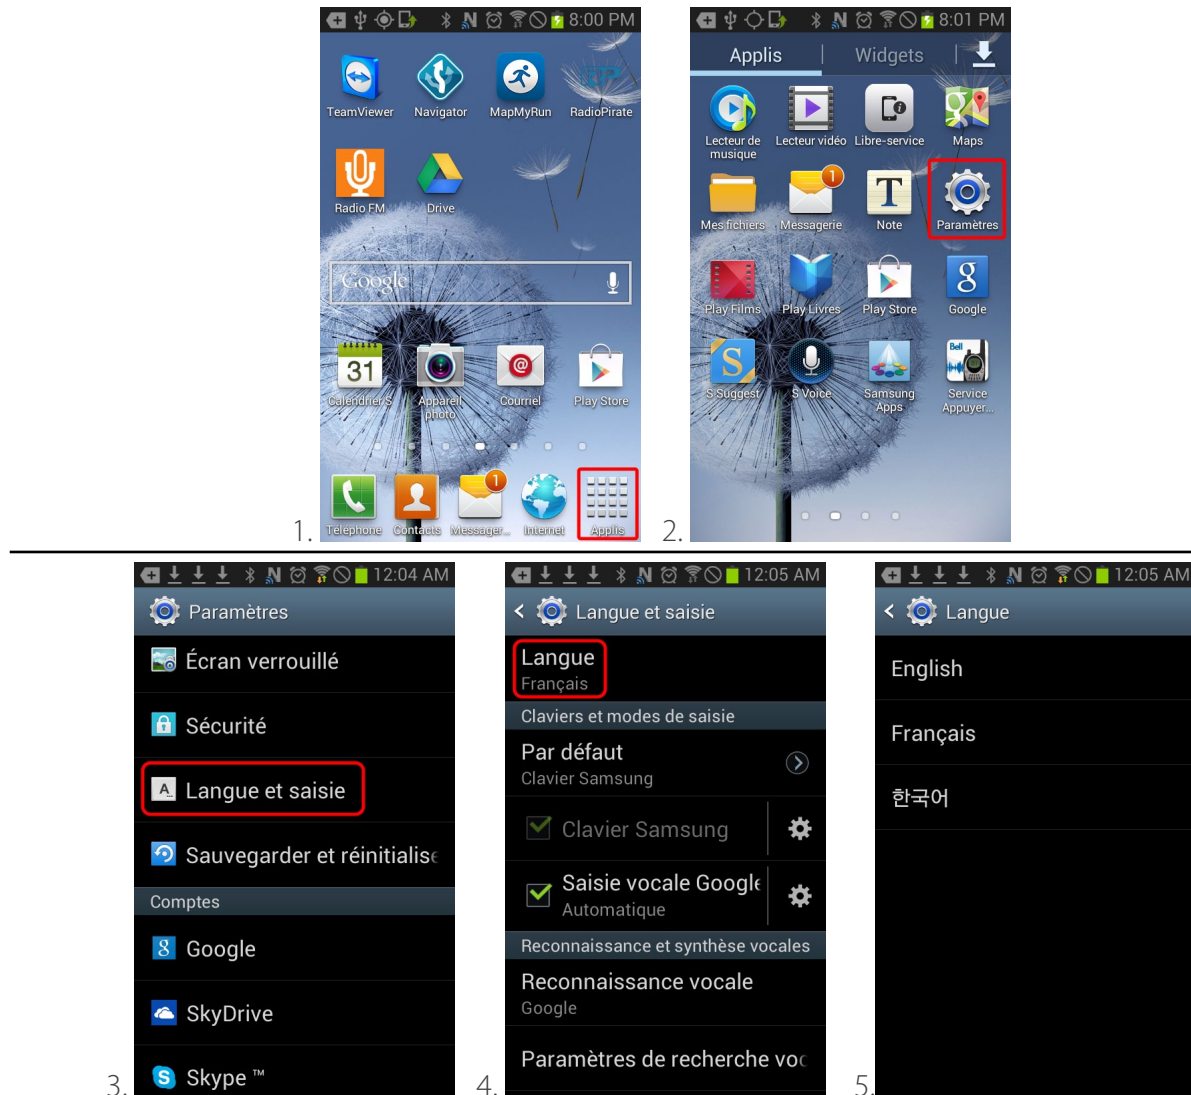 8:00 PM
TeamViewer Navigator MapMyRun RadioPirate
Radio FM Drive
Google
31
Calendrier S Appareil photo Courriel Play Store
1
Téléphone Contacts Messager... Internet Applis
1.
8:01 PM
Applis Widgets
Lecteur de musique Lecteur vidéo Libre-service Maps
1
Mes fichiers Messagerie Note Paramètres
Play Films Play Livres Play Store Google
Bell
S Suggest S Voice Samsung Apps Service Appuyer...
2.
12:04 AM
Paramètres
Écran verrouillé
Sécurité
Langue et saisie
Sauvegarder et réinitialise
Comptes
Google
SkyDrive
Skype ™
3.
12:05 AM
Langue et saisie
Langue
Français
Claviers et modes de saisie
Par défaut
Clavier Samsung
Clavier Samsung
Saisie vocale Google
Automatique
Reconnaissance et synthèse vocales
Reconnaissance vocale
Google
Paramètres de recherche voc
4.
12:05 AM
Langue
English
Français
한국어
5.